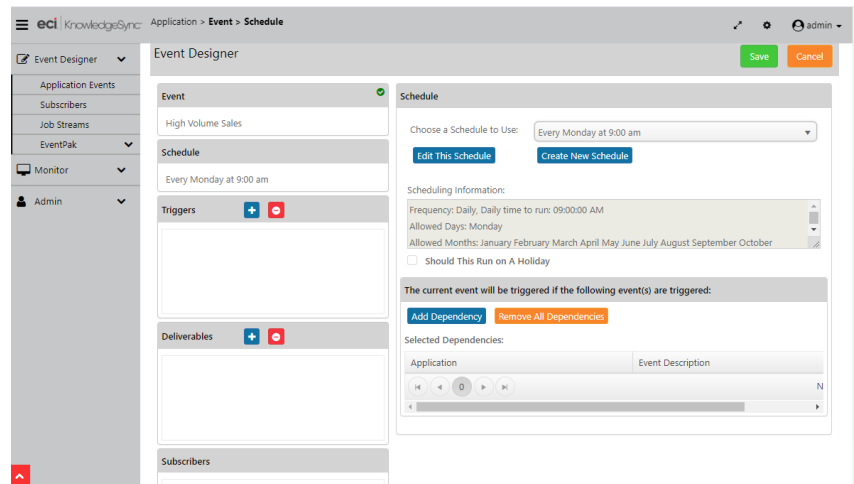 eci KnowledgeSync
Application > Event > Schedule
admin
Event Designer
Application Events
Subscribers
Job Streams
EventPak
Monitor
Admin
Event Designer
Save
Cancel
Event
High Volume Sales
Schedule
Every Monday at 9:00 am
Triggers
Deliverables
Subscribers
Schedule
Choose a Schedule to Use:
Every Monday at 9:00 am
Edit This Schedule
Create New Schedule
Scheduling Information:
Frequency: Daily, Daily time to run: 09:00:00 AM
Allowed Days: Monday
Allowed Months: January February March April May June July August September October
Should This Run on A Holiday
The current event will be triggered if the following event(s) are triggered:
Add Dependency
Remove All Dependencies
Selected Dependencies:
Application
Event Description
0
N